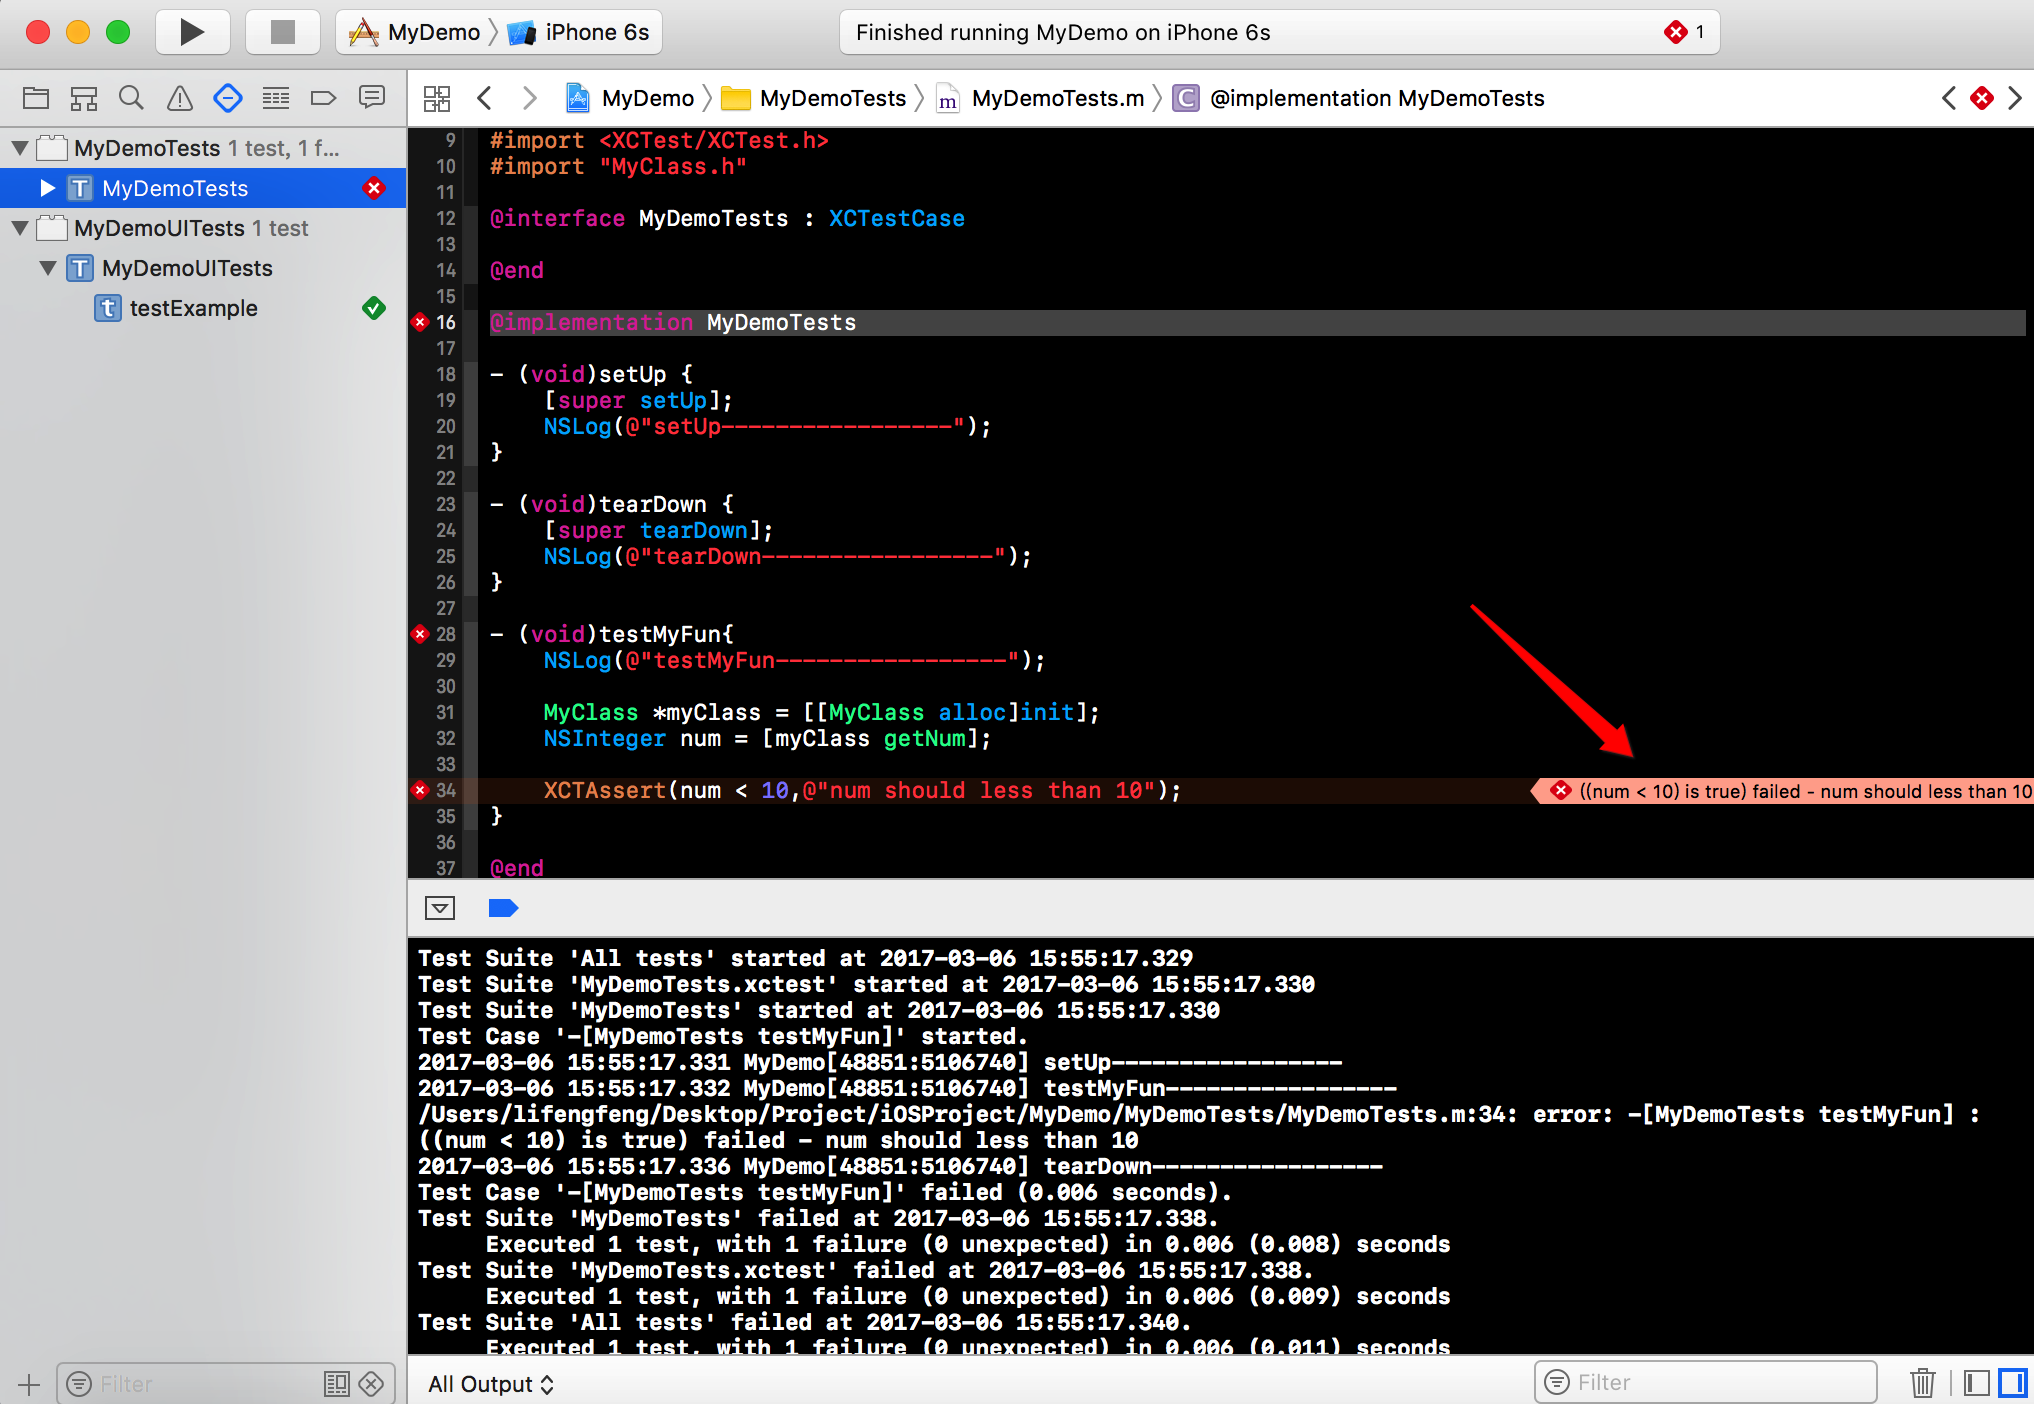 MyDemo iPhone 6s
Finished running MyDemo on iPhone 6s 1
MyDemo MyDemoTests MyDemoTests.m @implementation MyDemoTests
MyDemoTests 1 test, 1 f...
MyDemoTests
MyDemoUITests 1 test
MyDemoUITests
testExample
9 #import <XCTest/XCTest.h>
10 #import "MyClass.h"
11
12 @interface MyDemoTests : XCTestCase
13
14 @end
15
16 @implementation MyDemoTests
17
18 - (void)setUp {
19 [super setUp];
20 NSLog(@"setUp-----------------");
21 }
22
23 - (void)tearDown {
24 [super tearDown];
25 NSLog(@"tearDown-----------------");
26 }
27
28 - (void)testMyFun{
29 NSLog(@"testMyFun-----------------");
30
31 MyClass *myClass = [[MyClass alloc]init];
32 NSInteger num = [myClass getNum];
33
34 XCTAssert(num < 10,@"num should less than 10"); ((num < 10) is true) failed - num should less than 10
35 }
36
37 @end
Test Suite 'All tests' started at 2017-03-06 15:55:17.329
Test Suite 'MyDemoTests.xctest' started at 2017-03-06 15:55:17.330
Test Suite 'MyDemoTests' started at 2017-03-06 15:55:17.330
Test Case '-[MyDemoTests testMyFun]' started.
2017-03-06 15:55:17.331 MyDemo[48851:5106740] setUp-----------------
2017-03-06 15:55:17.332 MyDemo[48851:5106740] testMyFun-----------------
/Users/lifengfeng/Desktop/Project/iOSProject/MyDemo/MyDemoTests/MyDemoTests.m:34: error: -[MyDemoTests testMyFun] :
((num < 10) is true) failed - num should less than 10
2017-03-06 15:55:17.336 MyDemo[48851:5106740] tearDown-----------------
Test Case '-[MyDemoTests testMyFun]' failed (0.006 seconds).
Test Suite 'MyDemoTests' failed at 2017-03-06 15:55:17.338.
Executed 1 test, with 1 failure (0 unexpected) in 0.006 (0.008) seconds
Test Suite 'MyDemoTests.xctest' failed at 2017-03-06 15:55:17.338.
Executed 1 test, with 1 failure (0 unexpected) in 0.006 (0.009) seconds
Test Suite 'All tests' failed at 2017-03-06 15:55:17.340.
Executed 1 test, with 1 failure (0 unexpected) in 0.006 (0.011) seconds
Filter
All Output
Filter